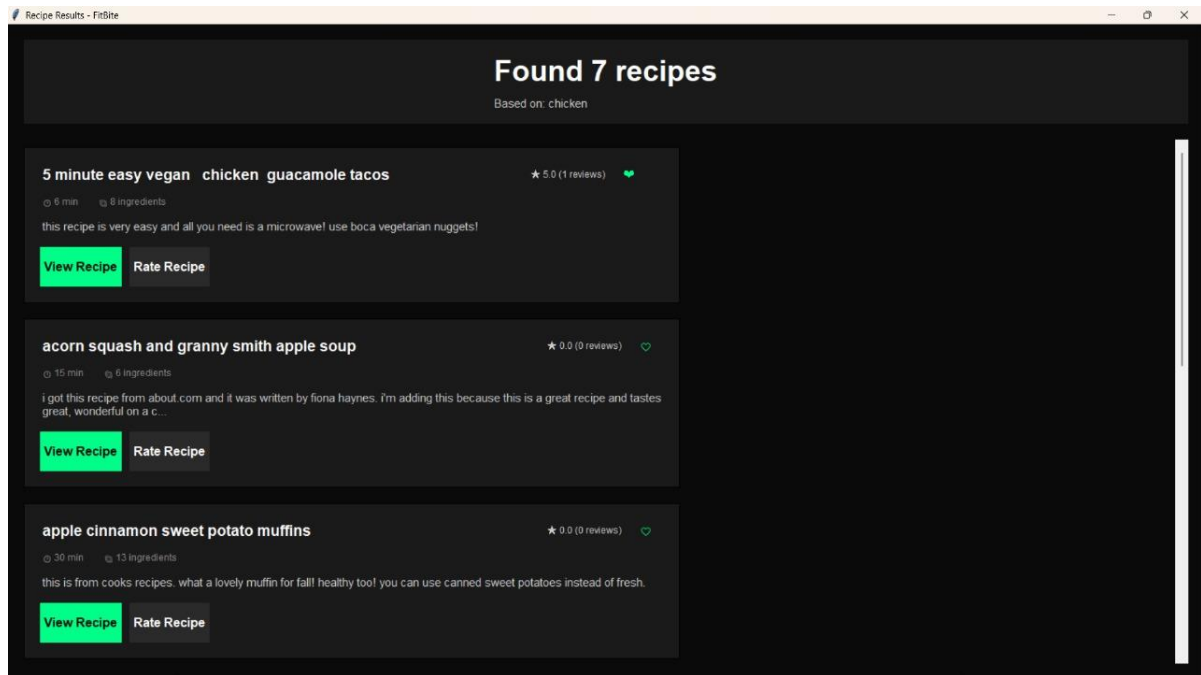 Recipe Results - FitBite
Found 7 recipes
Based on: chicken
5 minute easy vegan   chicken  guacamole tacos
★ 5.0 (1 reviews)
6 min
8 ingredients
this recipe is very easy and all you need is a microwave! use boca vegetarian nuggets!
View Recipe
Rate Recipe
acorn squash and granny smith apple soup
★ 0.0 (0 reviews)
15 min
6 ingredients
i got this recipe from about.com and it was written by fiona haynes. i'm adding this because this is a great recipe and tastes
great, wonderful on a c...
View Recipe
Rate Recipe
apple cinnamon sweet potato muffins
★ 0.0 (0 reviews)
30 min
13 ingredients
this is from cooks recipes. what a lovely muffin for fall! healthy too! you can use canned sweet potatoes instead of fresh.
View Recipe
Rate Recipe